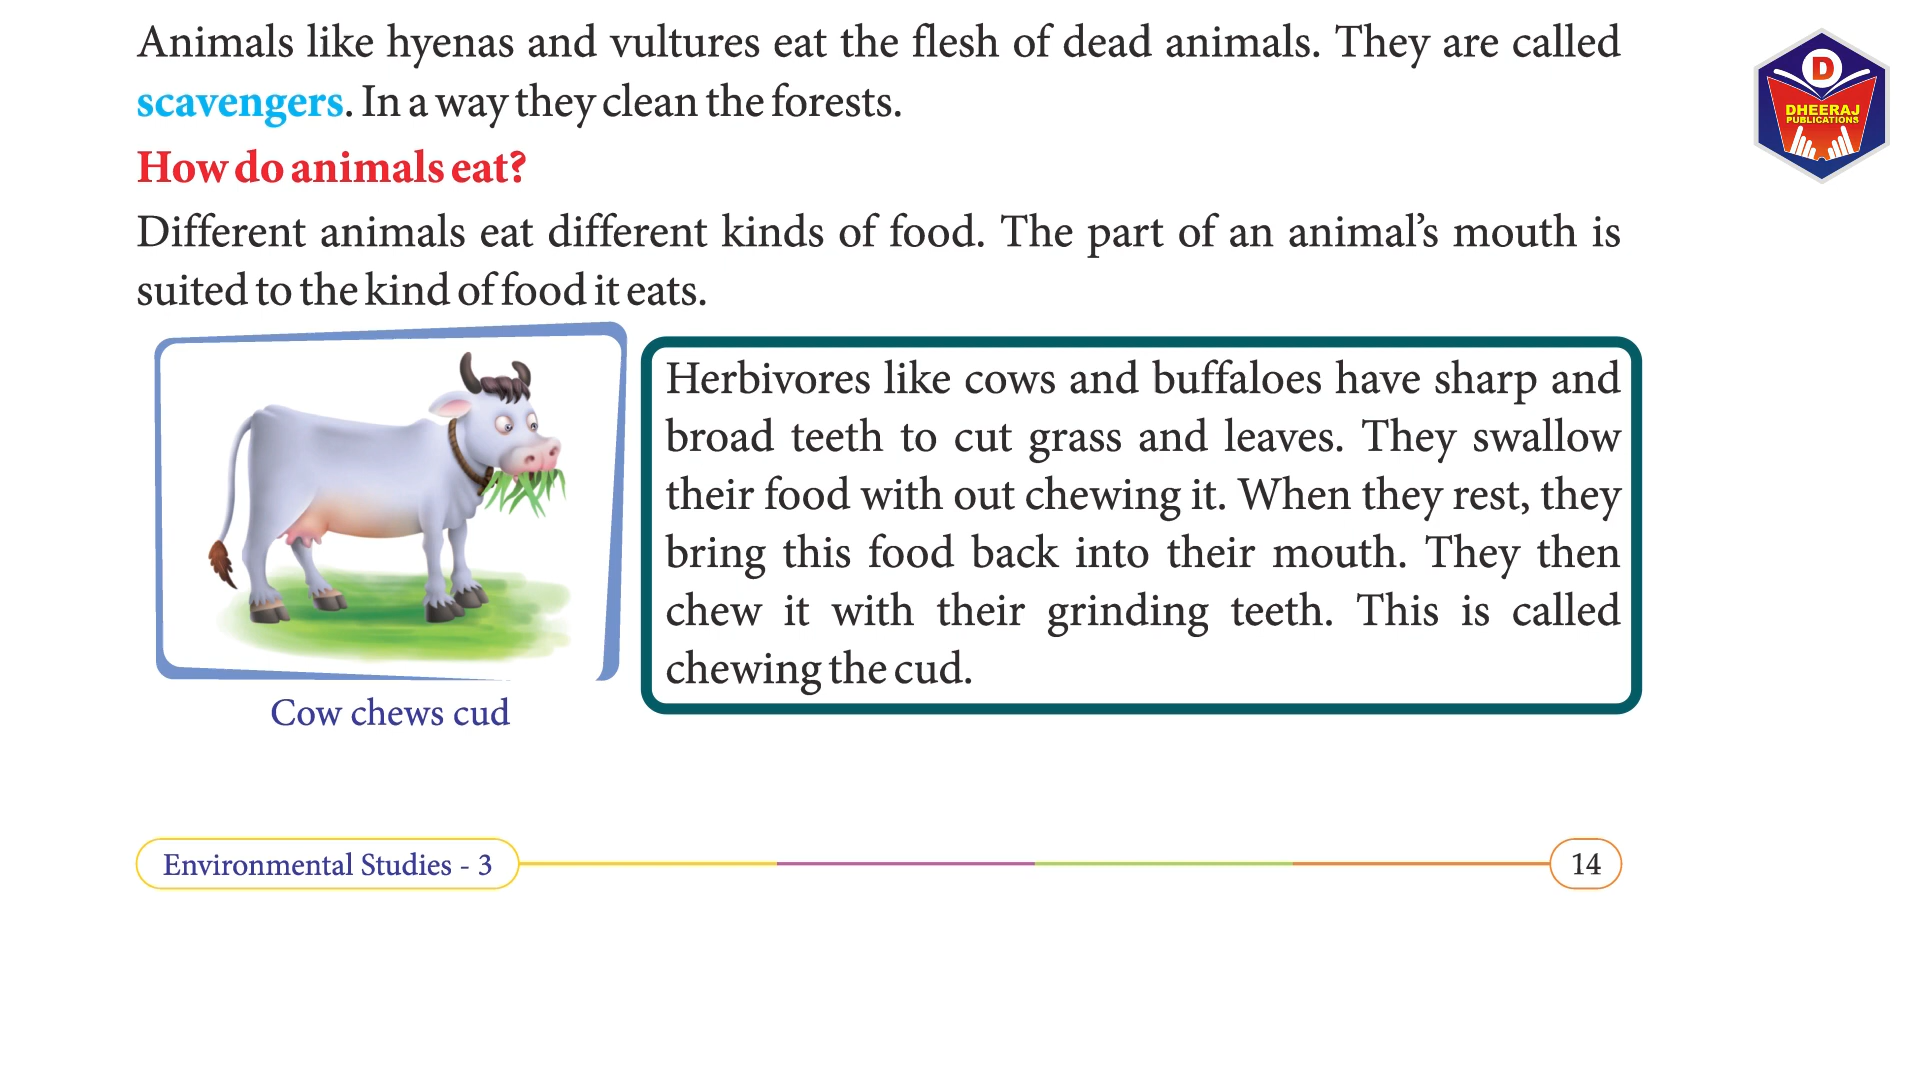 Animals like hyenas and vultures eat the flesh of dead animals. They are called
scavengers. In a way they clean the forests.
How do animals eat?
Different animals eat different kinds of food. The part of an animal’s mouth is
suited to the kind of food it eats.
Herbivores like cows and buffaloes have sharp and
broad teeth to cut grass and leaves. They swallow
their food with out chewing it. When they rest, they
bring this food back into their mouth. They then
chew it with their grinding teeth. This is called
chewing the cud.
Cow chews cud
Environmental Studies - 3
14
D
DHEERAJ
PUBLICATIONS